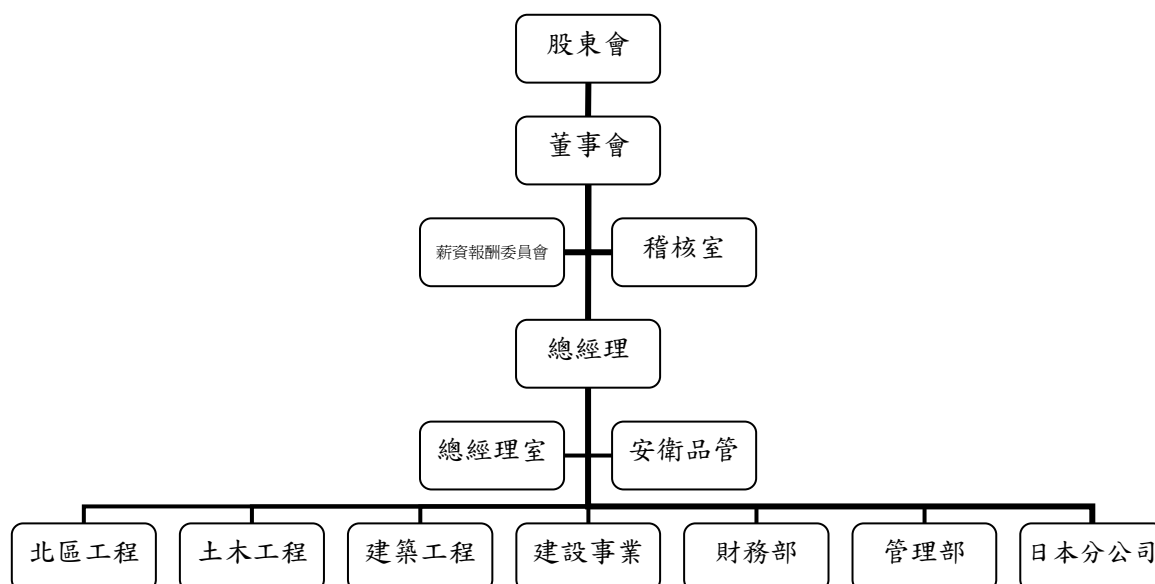 股東會
董事會
薪資報酬委員會
稽核室
總經理
總經理室
安衛品管
北區工程
土木工程
建築工程
建設事業
財務部
管理部
日本分公司